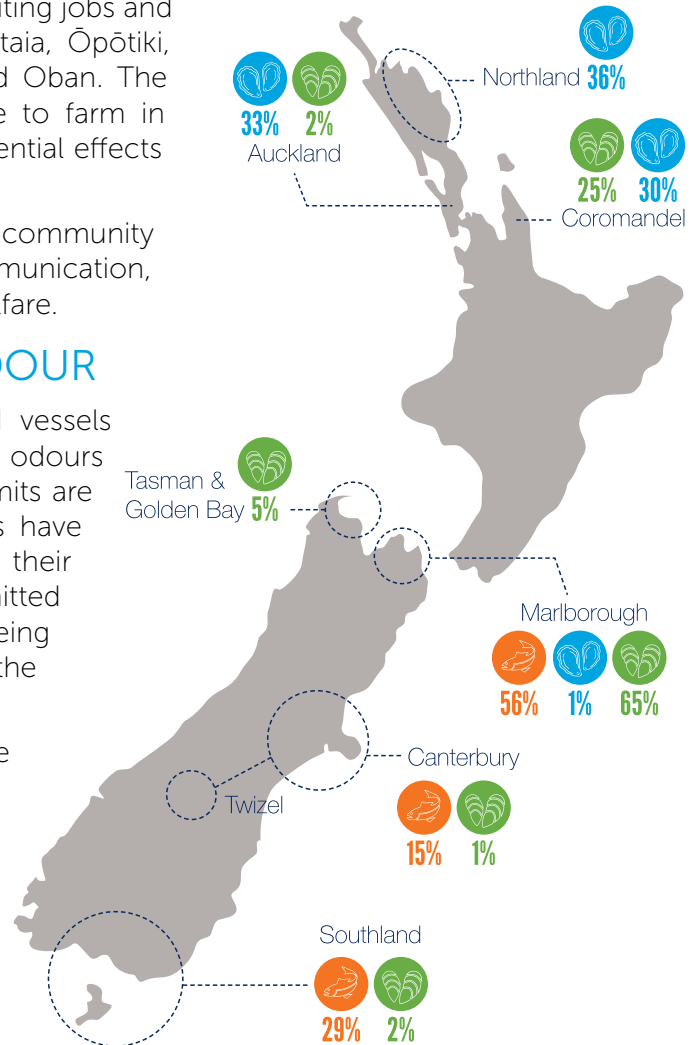 iting jobs and
taia, Ōpōtiki,
d Oban. The
e to farm in
ential effects
community
munication,
lfare.
OUR
vessels
odours
mits are
s have
their
itted
eing
the
e
Northland 36%
33% 2%
Auckland
25% 30%
Coromandel
Tasman &
Golden Bay 5%
Marlborough
56% 1% 65%
Canterbury
15% 1%
Twizel
Southland
29% 2%